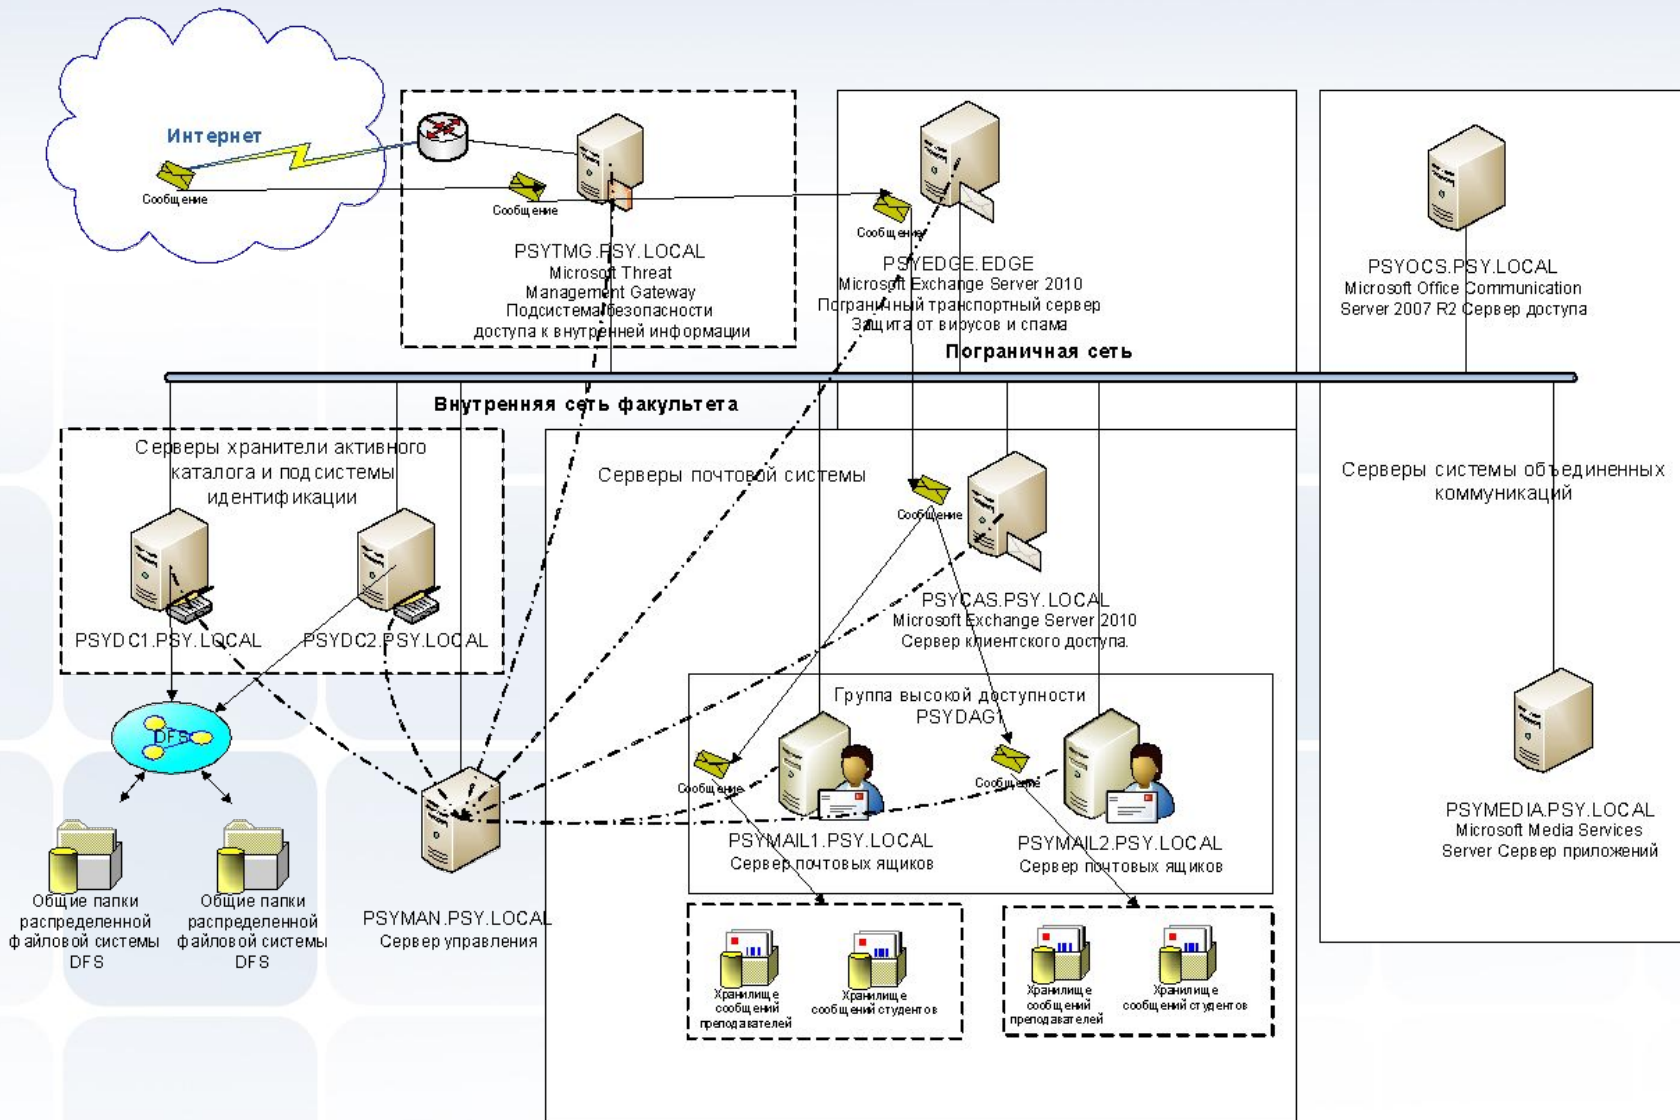 Интернет
Сообщение
Сообщение
Сообщение
PSYTMG.PSY.LOCAL
Microsoft Threat
Management Gateway
Подсистема безопасности
доступа к внутренней информации
PSYEDGE.EDGE
Microsoft Exchange Server 2010
Пограничный транспортный сервер
Защита от вирусов и спама
Пограничная сеть
PSYOCS.PSY.LOCAL
Microsoft Office Communication
Server 2007 R2 Сервер доступа
Внутренняя сеть факультета
Серверы хранители активного
каталога и подсистемы
идентификации
PSYDC1.PSY.LOCAL
PSYDC2.PSY.LOCAL
Серверы почтовой системы
Сообщение
PSYCAS.PSY.LOCAL
Microsoft Exchange Server 2010
Сервер клиентского доступа.
Серверы системы объединенных
коммуникаций
DFS
Группа высокой доступности
PSYDAG1
Сообщение
Сообщение
PSYMAIL1.PSY.LOCAL
Сервер почтовых ящиков
PSYMAIL2.PSY.LOCAL
Сервер почтовых ящиков
PSYMEDIA.PSY.LOCAL
Microsoft Media Services
Server Сервер приложений
Общие папки
распределенной
файловой системы
DFS
Общие папки
распределенной
файловой системы
DFS
PSYMAN.PSY.LOCAL
Сервер управления
Хранилище
сообщений
преподавателей
Хранилище
сообщений студентов
Хранилище
сообщений
преподавателей
Хранилище
сообщений студентов